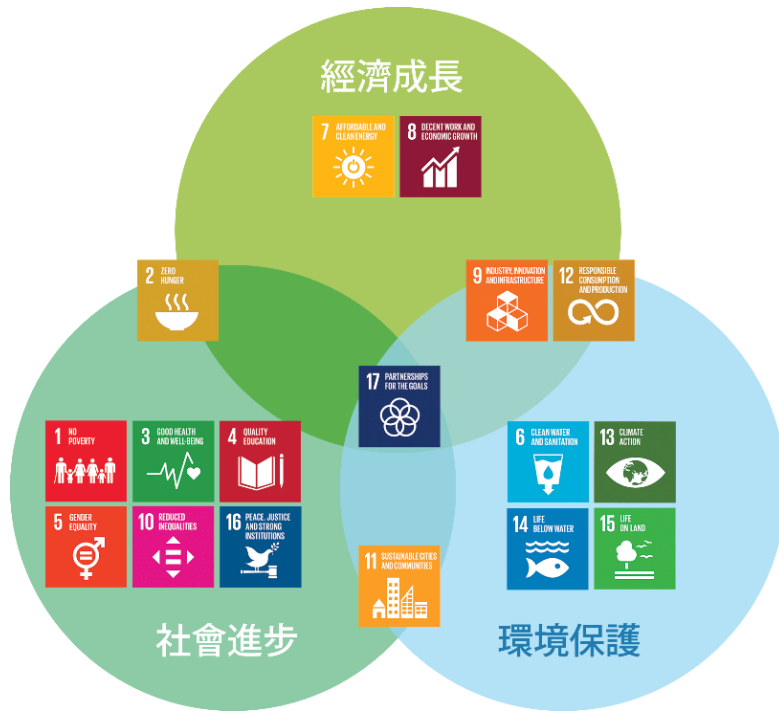 經濟成長
7 AFFORDABLE AND
CLEAN ENERGY
8 DECENT WORK AND
ECONOMIC GROWTH
2 ZERO
HUNGER
9 INDUSTRY, INNOVATION
AND INFRASTRUCTURE
12 RESPONSIBLE
CONSUMPTION
AND PRODUCTION
17 PARTNERSHIPS
FOR THE GOALS
1 NO
POVERTY
3 GOOD HEALTH
AND WELL-BEING
4 QUALITY
EDUCATION
6 CLEAN WATER
AND SANITATION
13 CLIMATE
ACTION
5 GENDER
EQUALITY
10 REDUCED
INEQUALITIES
16 PEACE, JUSTICE
AND STRONG
INSTITUTIONS
14 LIFE
BELOW WATER
15 LIFE
ON LAND
11 SUSTAINABLE CITIES
AND COMMUNITIES
社會進步
環境保護